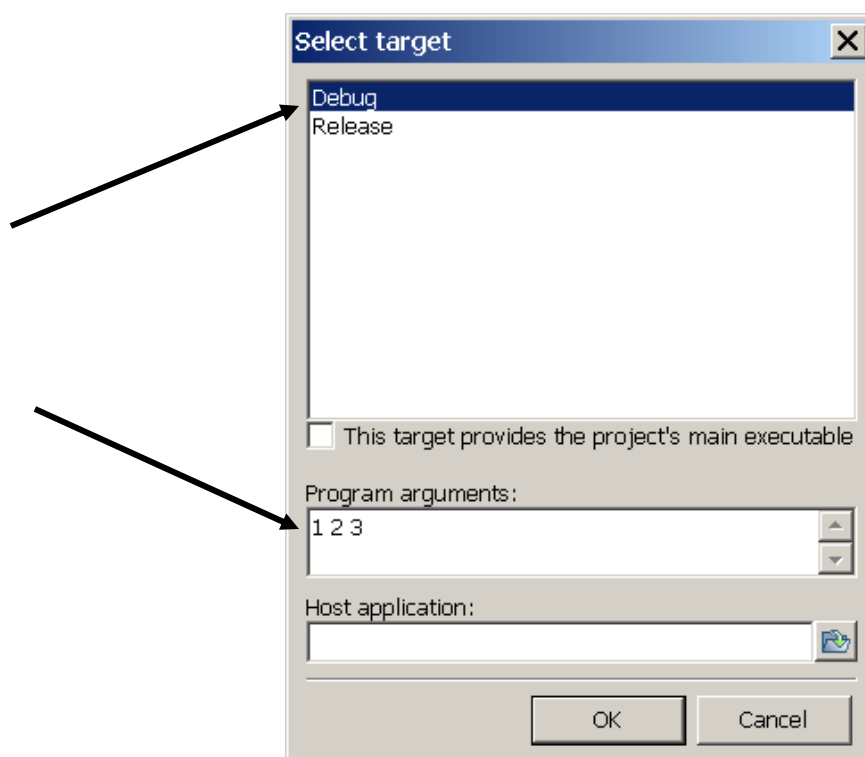 Select target
Debug
Release
This target provides the project's main executable
Program arguments:
1 2 3
Host application:
OK
Cancel